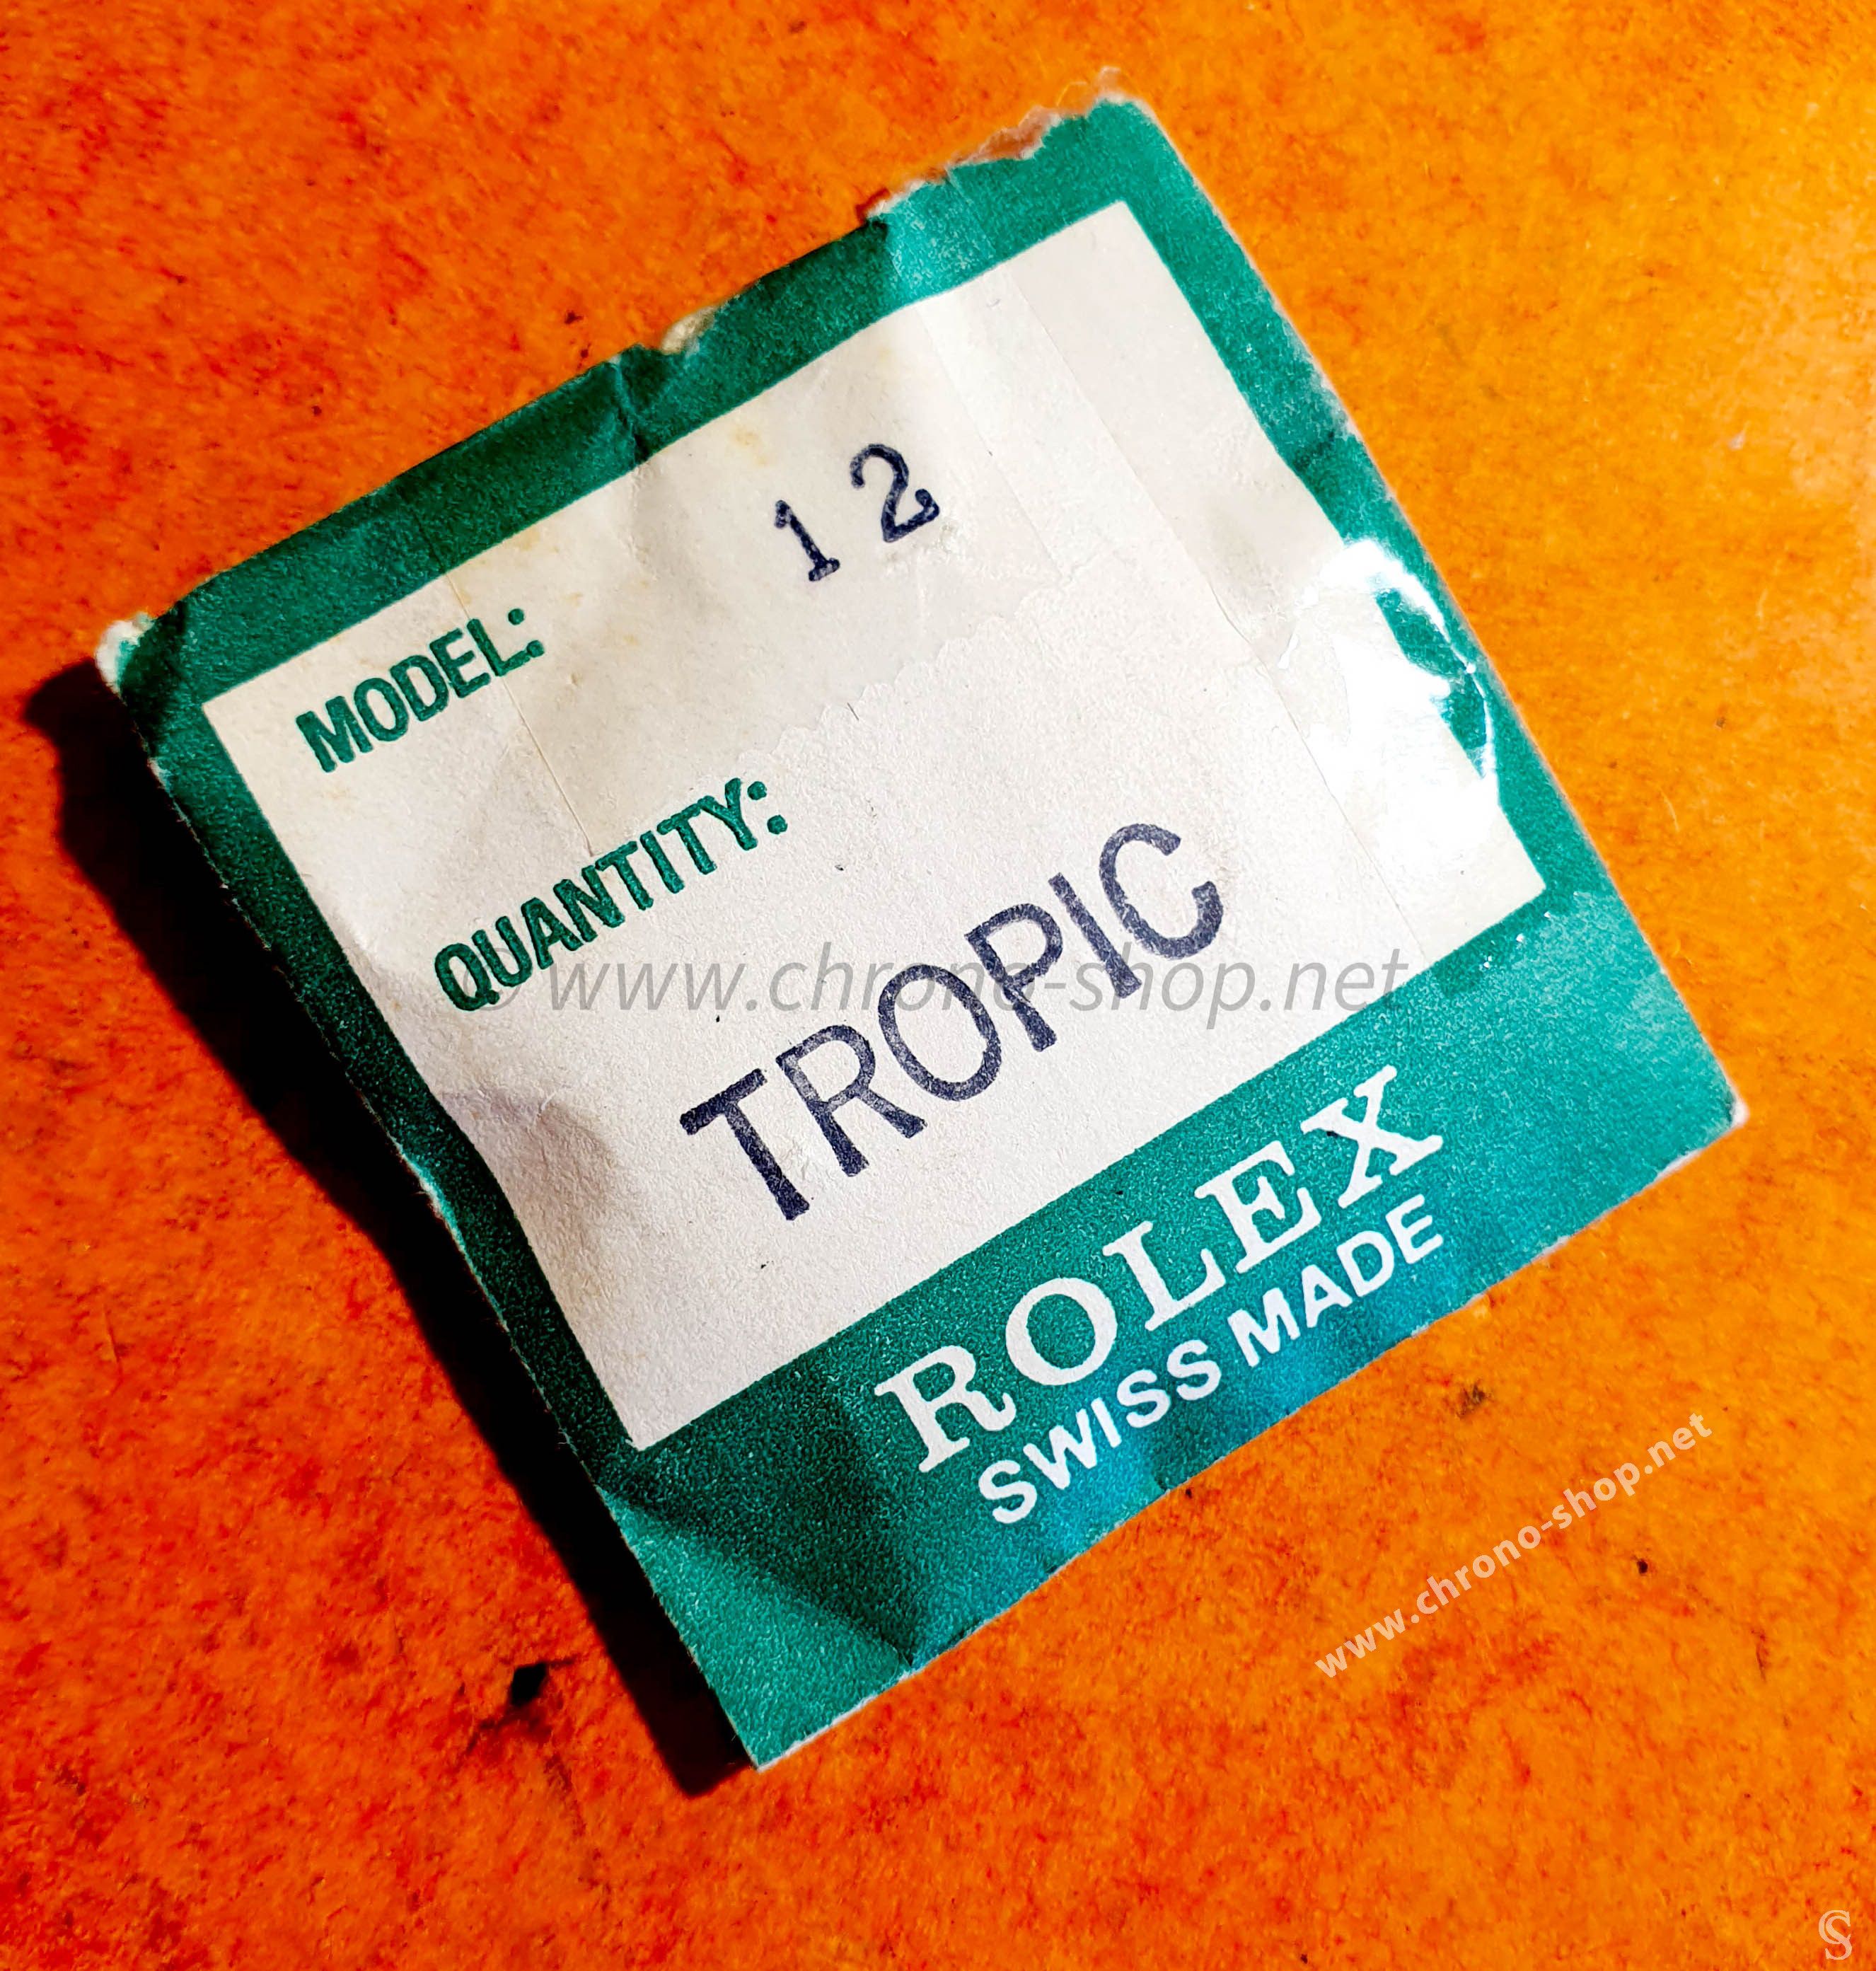 MODEL: 12
QUANTITY:
TROPIC
© www.chrono-shop.net
ROLEX
SWISS MADE
www.chrono-shop.net